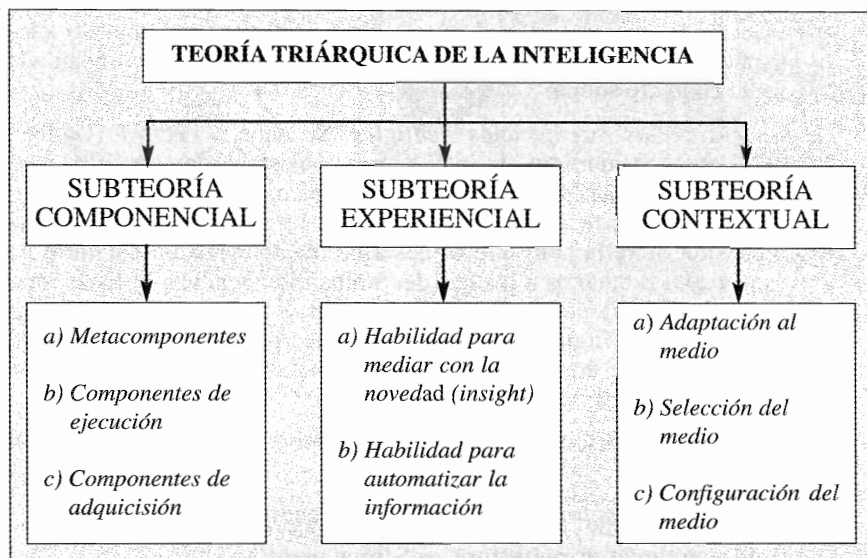 TEORÍA TRIÁRQUICA DE LA INTELIGENCIA
SUBTEORÍA
COMPONENCIAL
SUBTEORÍA
EXPERIENCIAL
SUBTEORÍA
CONTEXTUAL
a) Metacomponentes
b) Componentes de
ejecución
c) Componentes de
adquicisión
a) Habilidad para
mediar con la
novedad (insight)
b) Habilidad para
automatizar la
información
a) Adaptación al
medio
b) Selección del
medio
c) Configuración del
medio